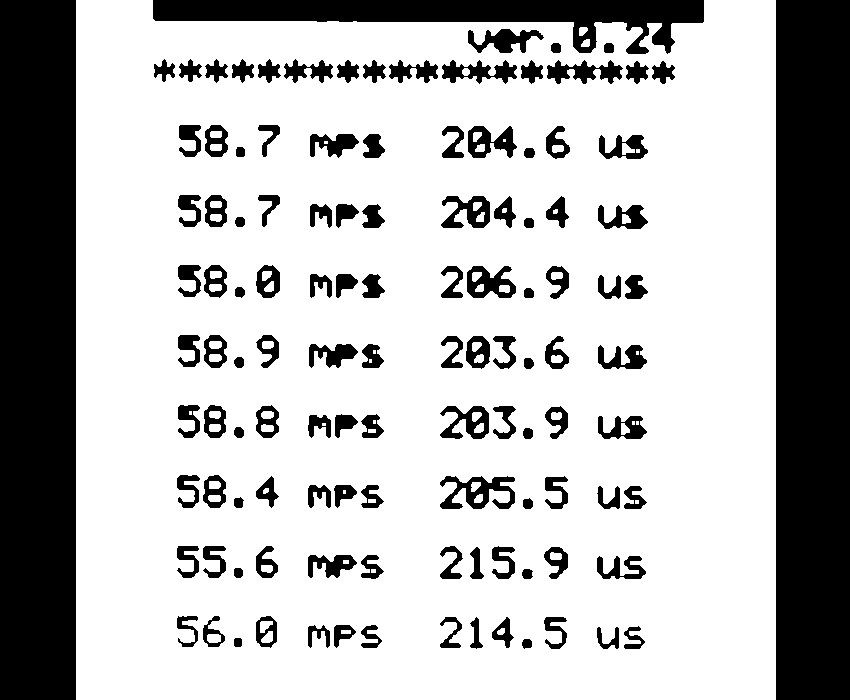 ver.0.24
********************
58.7 mps 204.6 us
58.7 mps 204.4 us
58.0 mps 206.9 us
58.9 mps 203.6 us
58.8 mps 203.9 us
58.4 mps 205.5 us
55.6 mps 215.9 us
56.0 mps 214.5 us